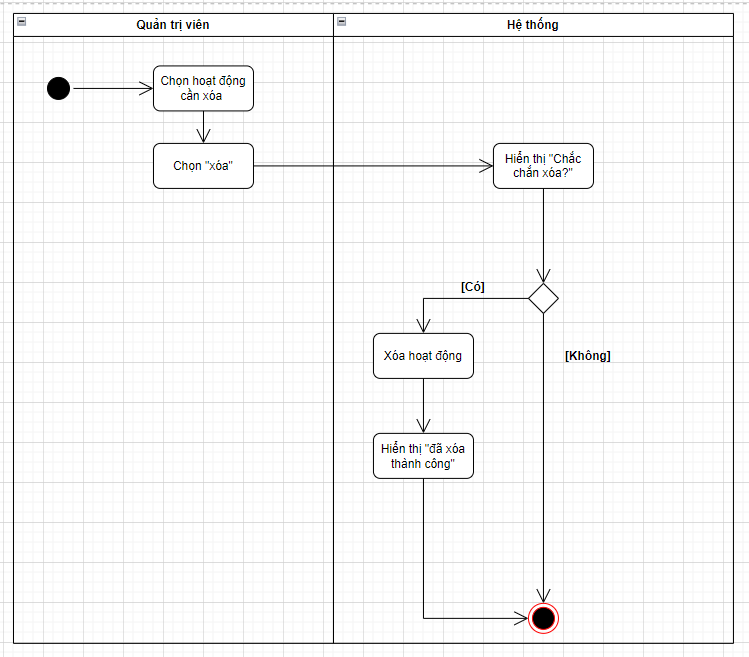 Quản trị viên
Hệ thống
Chọn hoạt động
cần xóa
Chọn "xóa"
Hiển thị "Chắc
chắn xóa?"
[Có]
Xóa hoạt động
[Không]
Hiển thị "đã xóa
thành công"